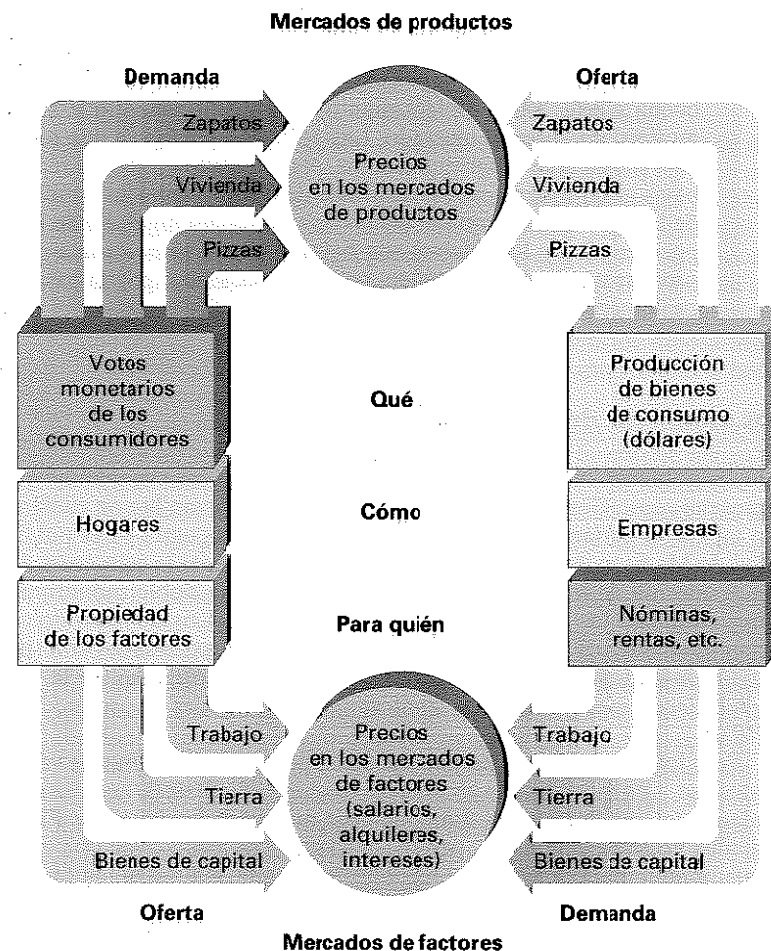 Mercados de productos
Demanda
Oferta
Zapatos
Zapatos
Precios
en los mercados
de productos
Vivienda
Vivienda
Pizzas
Pizzas
Votos
monetarios
de los
consumidores
Qué
Producción
de bienes
de consumo
(dólares)
Hogares
Cómo
Empresas
Propiedad
de los factores
Para quién
Nóminas,
rentas, etc.
Trabajo
Precios
en los mercados
de factores
(salarios,
alquileres,
intereses)
Trabajo
Tierra
Tierra
Bienes de capital
Bienes de capital
Oferta
Demanda
Mercados de factores